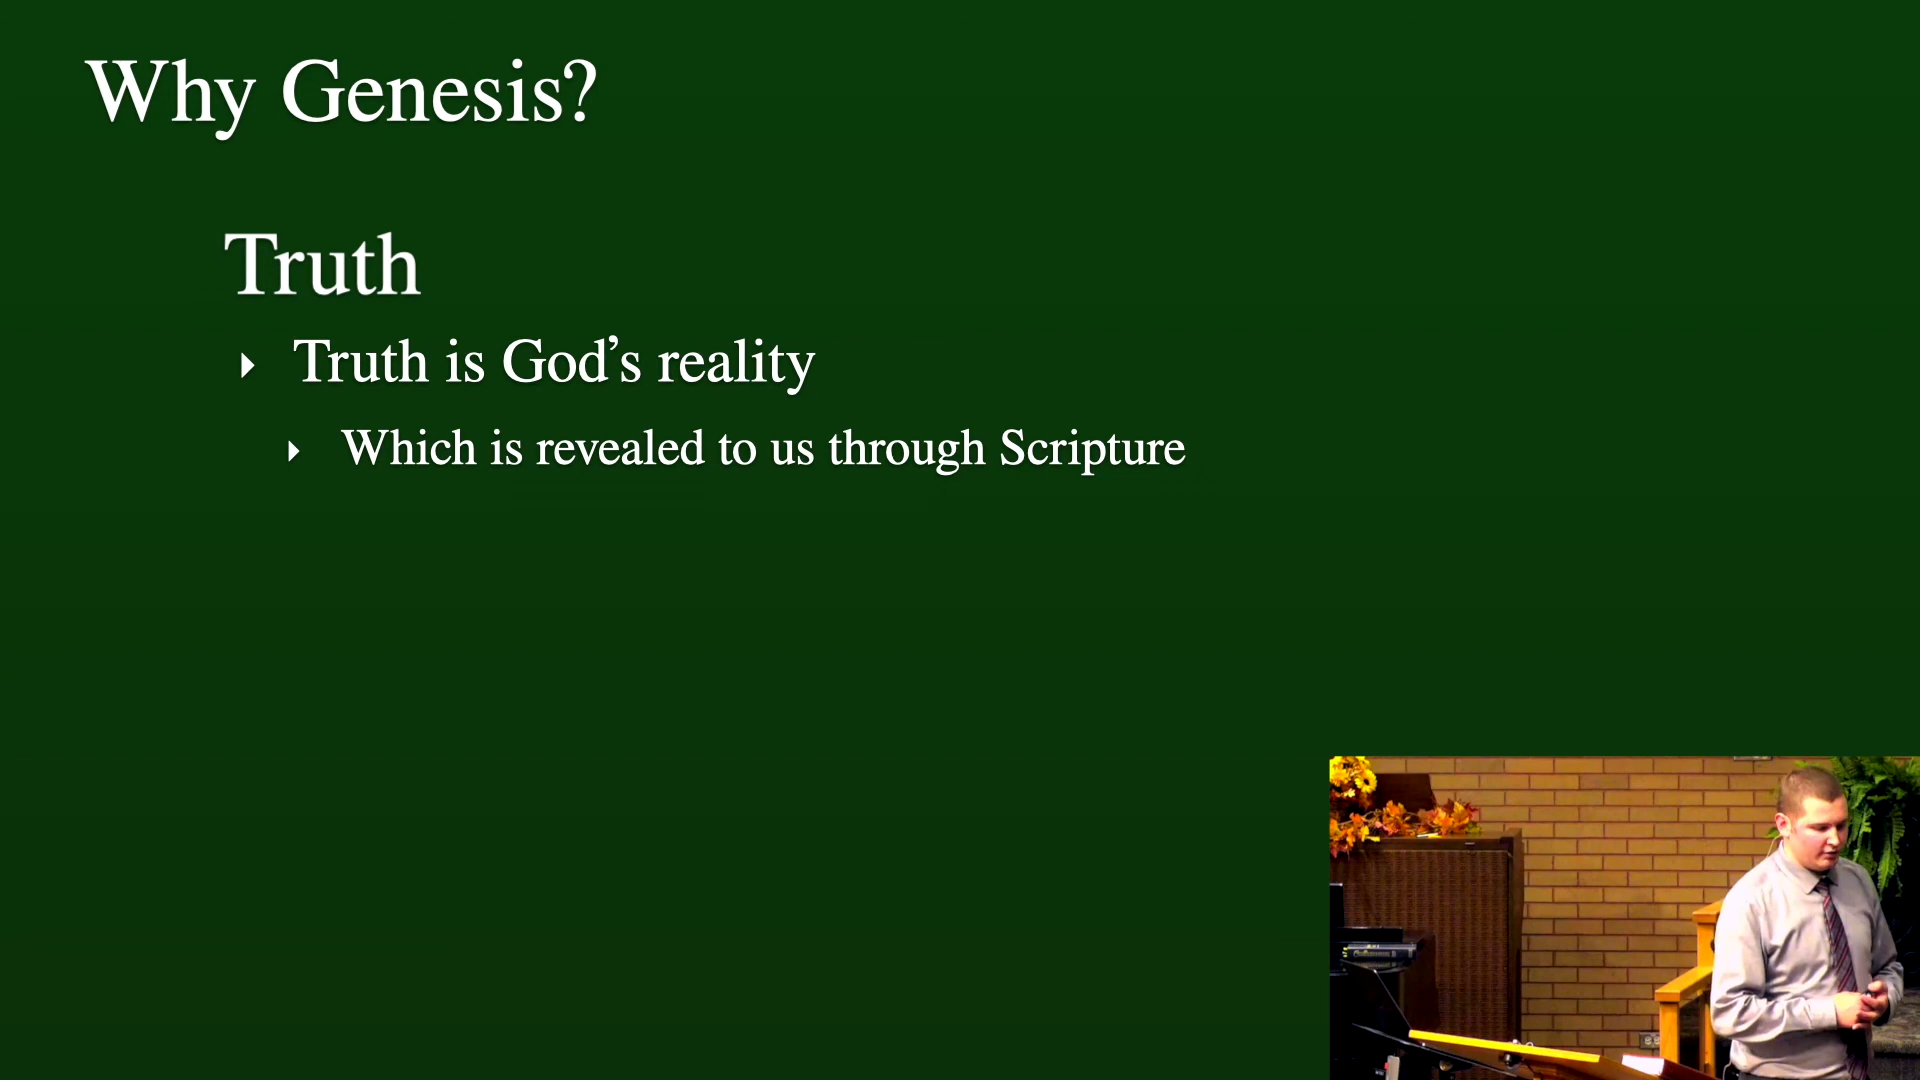 Why Genesis?
Truth
Truth is God’s reality
Which is revealed to us through Scripture